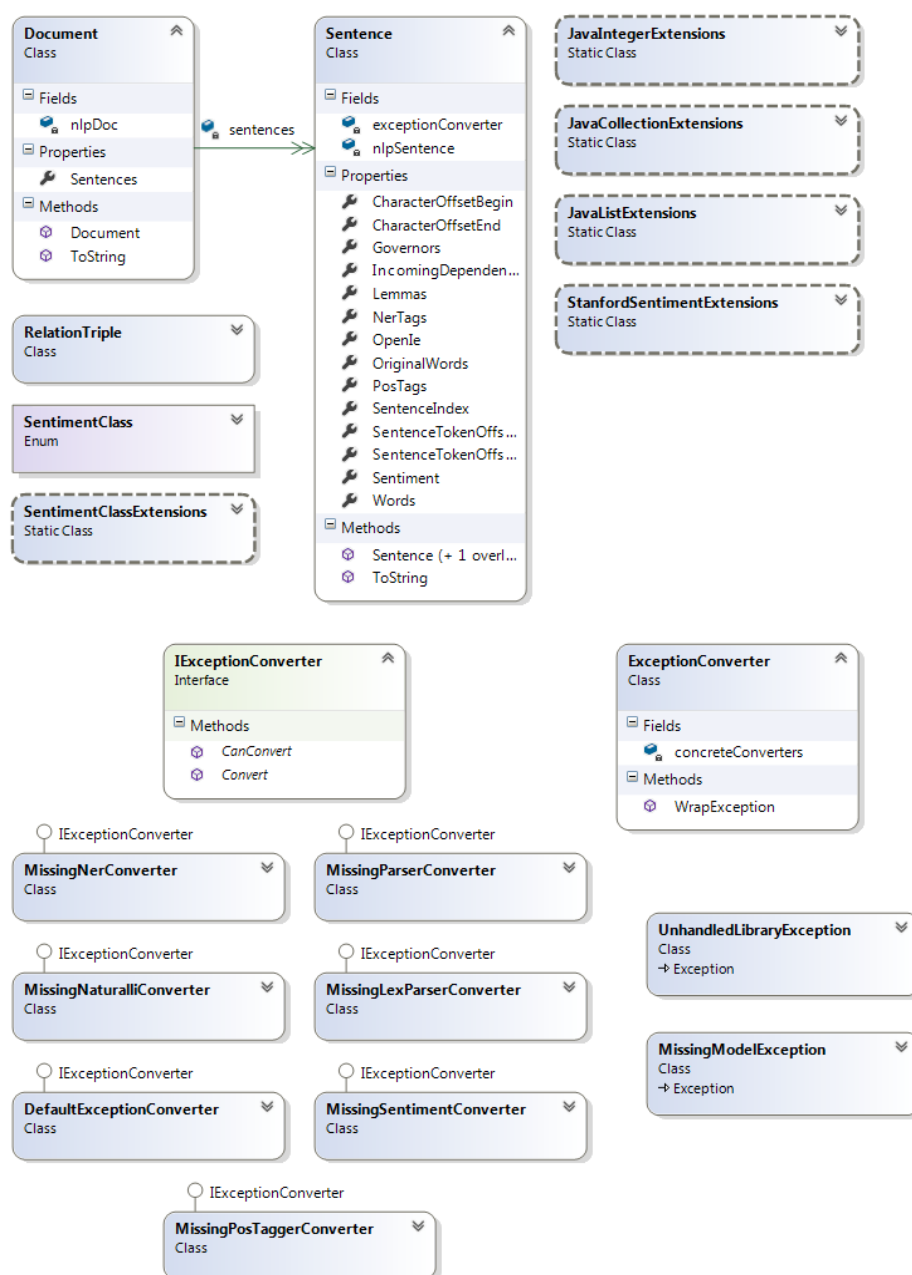 Document
Class
Fields
nlpDoc
Properties
Sentences
Methods
Document
ToString
sentences
Sentence
Class
Fields
exceptionConverter
nlpSentence
Properties
CharacterOffsetBegin
CharacterOffsetEnd
Governors
IncomingDependen...
Lemmas
NerTags
OpenIe
OriginalWords
PosTags
SentenceIndex
SentenceTokenOffs...
SentenceTokenOffs...
Sentiment
Words
Methods
Sentence (+ 1 overl...
ToString
JavaIntegerExtensions
Static Class
JavaCollectionExtensions
Static Class
JavaListExtensions
Static Class
StanfordSentimentExtensions
Static Class
RelationTriple
Class
SentimentClass
Enum
SentimentClassExtensions
Static Class
IExceptionConverter
Interface
Methods
CanConvert
Convert
ExceptionConverter
Class
Fields
concreteConverters
Methods
WrapException
IExceptionConverter
MissingNerConverter
Class
IExceptionConverter
MissingParserConverter
Class
IExceptionConverter
MissingNaturalliConverter
Class
IExceptionConverter
MissingLexParserConverter
Class
IExceptionConverter
DefaultExceptionConverter
Class
IExceptionConverter
MissingSentimentConverter
Class
IExceptionConverter
MissingPosTaggerConverter
Class
UnhandledLibraryException
Class
Exception
MissingModelException
Class
Exception